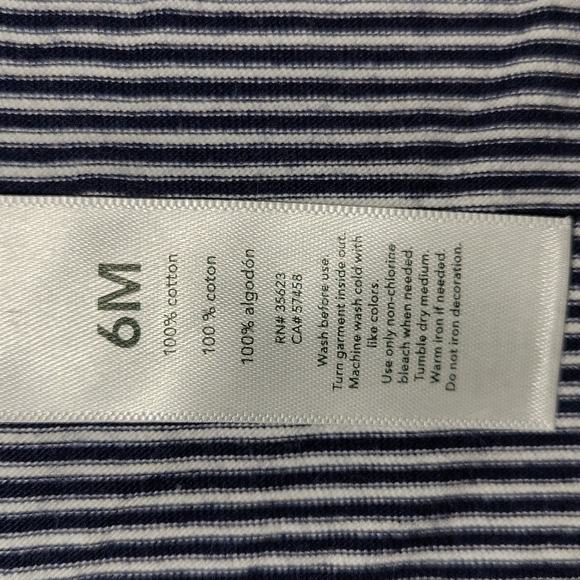 6M
100% cotton
100 % coton
100% algodón
RN# 35623
CA# 57458
Wash before use.
Turn garment inside out.
Machine wash cold with
like colors.
Use only non-chlorine
bleach when needed.
Tumble dry medium.
Warm iron if needed.
Do not iron decoration.